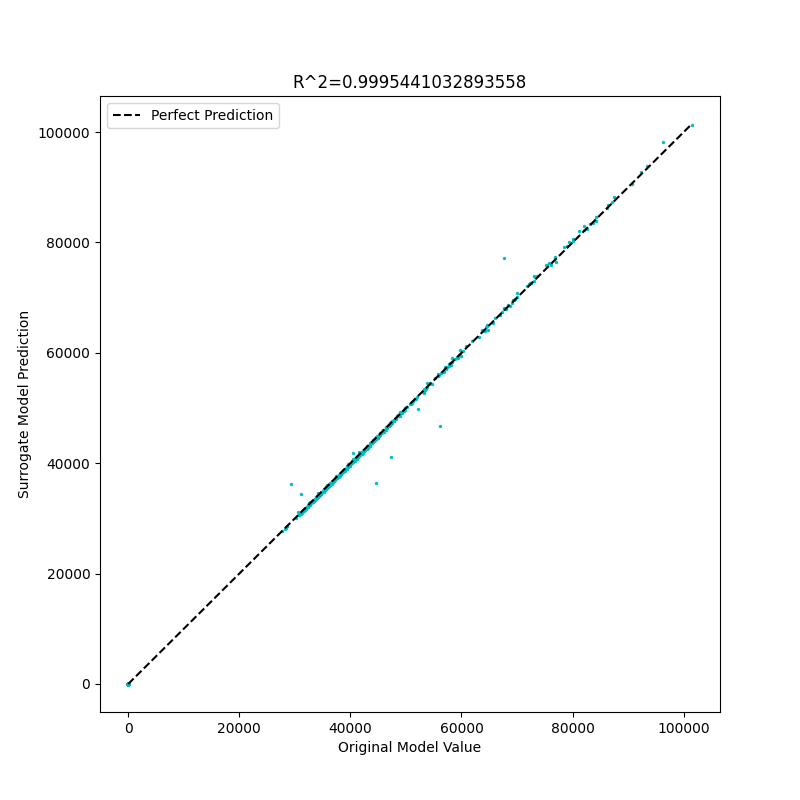 R^2=0.9995441032893558
Perfect Prediction
100000
80000
60000
40000
20000
0
Surrogate Model Prediction
0 20000 40000 60000 80000 100000
Original Model Value